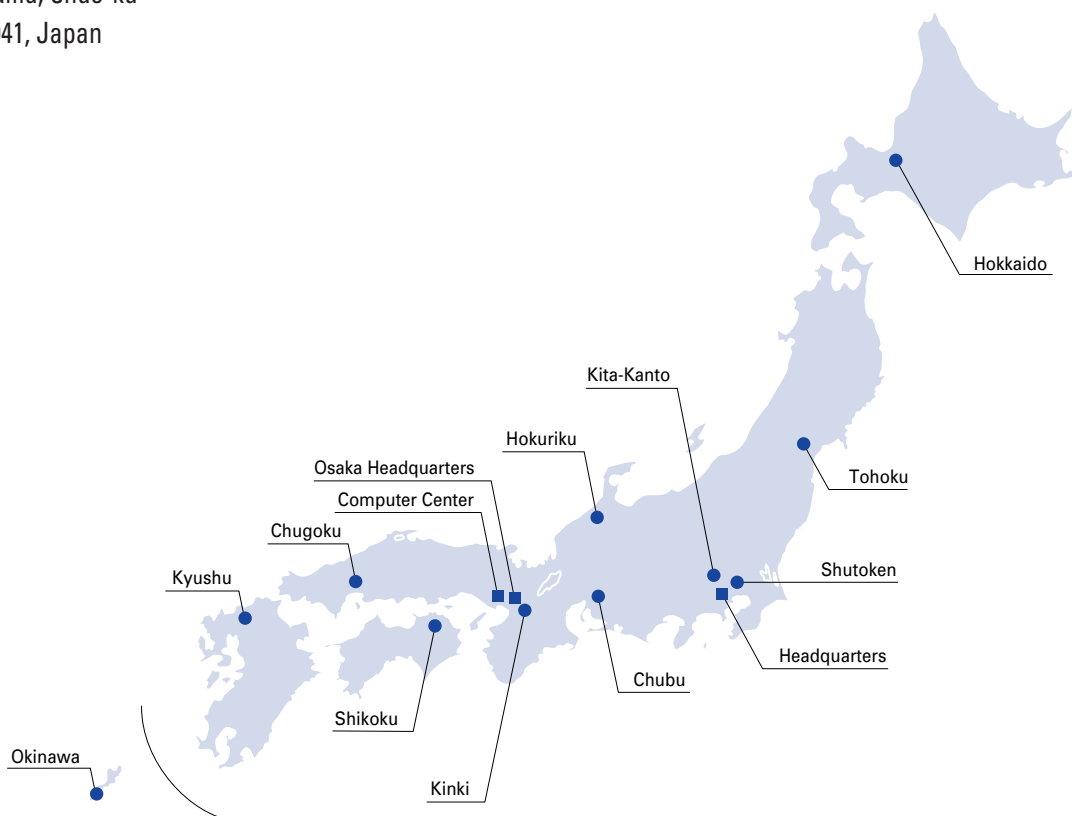 41, Japan
Hokkaido
Kita-Kanto
Hokuriku
Osaka Headquarters
Tohoku
Computer Center
Chugoku
Shutoken
Kyushu
Headquarters
Chubu
Shikoku
Okinawa
Kinki